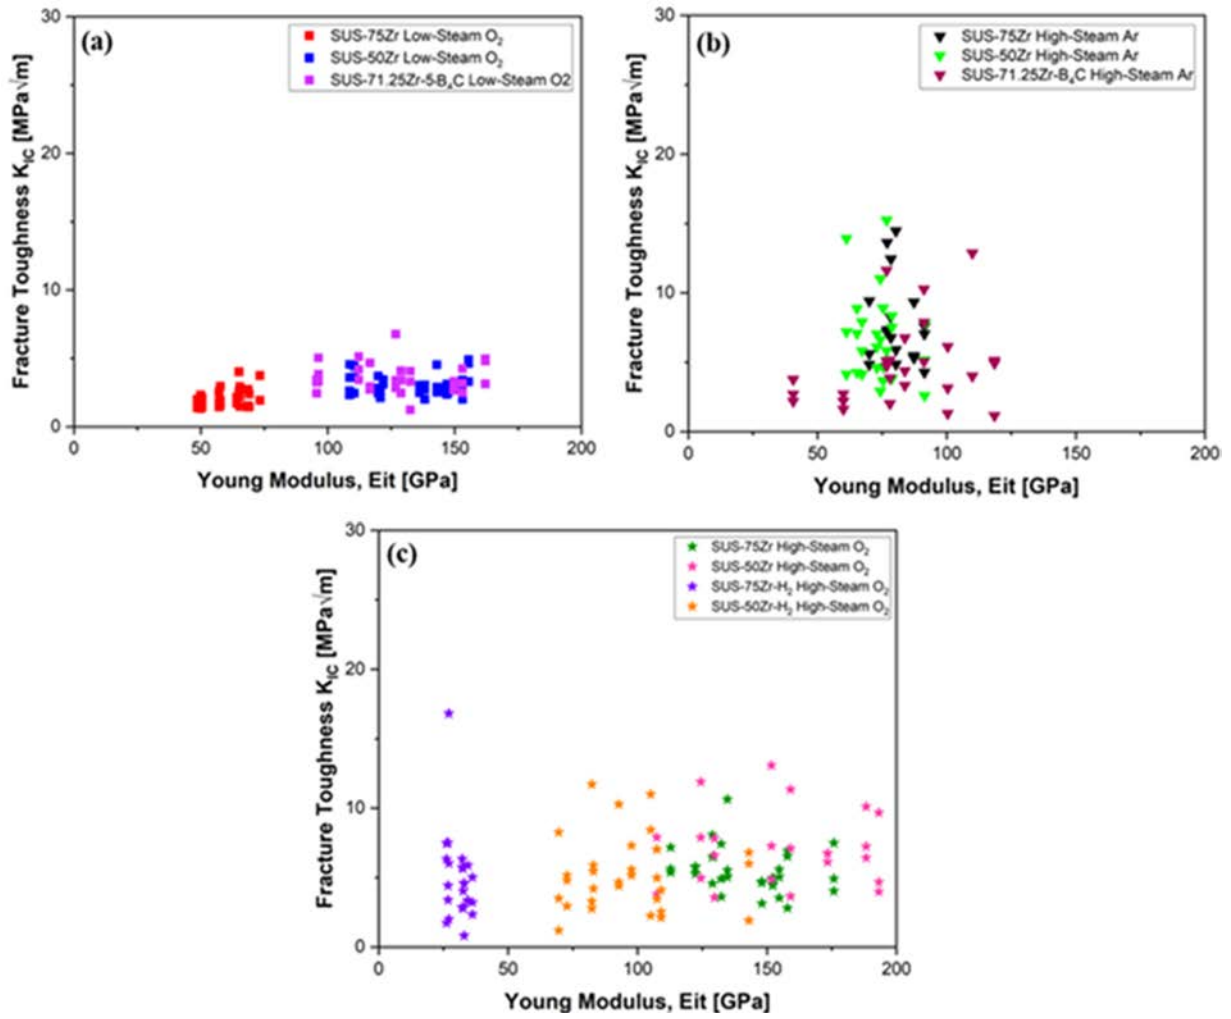 (a)
SUS-75Zr Low-Steam O₂
SUS-50Zr Low-Steam O₂
SUS-71.25Zr-5-B₄C Low-Steam O2
30
20
10
0
0 50 100 150 200
Fracture Toughness K_IC [MPa√m]
Young Modulus, Eit [GPa]
(b)
SUS-75Zr High-Steam Ar
SUS-50Zr High-Steam Ar
SUS-71.25Zr-B₄C High-Steam Ar
30
20
10
0
0 50 100 150 200
Fracture Toughness K_IC [MPa√m]
Young Modulus, Eit [GPa]
(c)
SUS-75Zr High-Steam O₂
SUS-50Zr High-Steam O₂
SUS-75Zr-H₂ High-Steam O₂
SUS-50Zr-H₂ High-Steam O₂
30
20
10
0
0 50 100 150 200
Fracture Toughness K_IC [MPa√m]
Young Modulus, Eit [GPa]